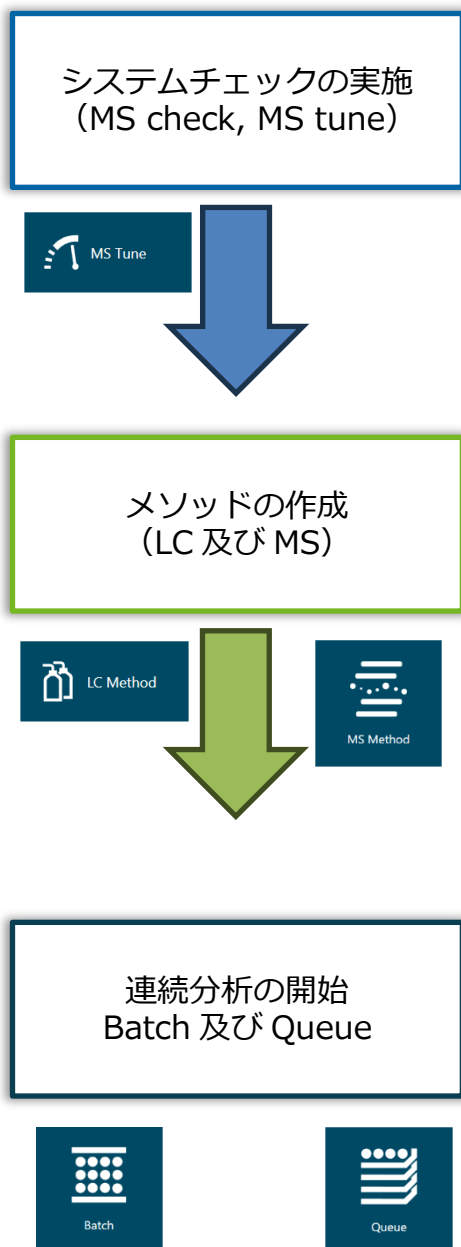 システムチェックの実施
（MS check, MS tune）
MS Tune
メソッドの作成
（LC 及び MS）
LC Method
MS Method
連続分析の開始
Batch 及び Queue
Batch
Queue